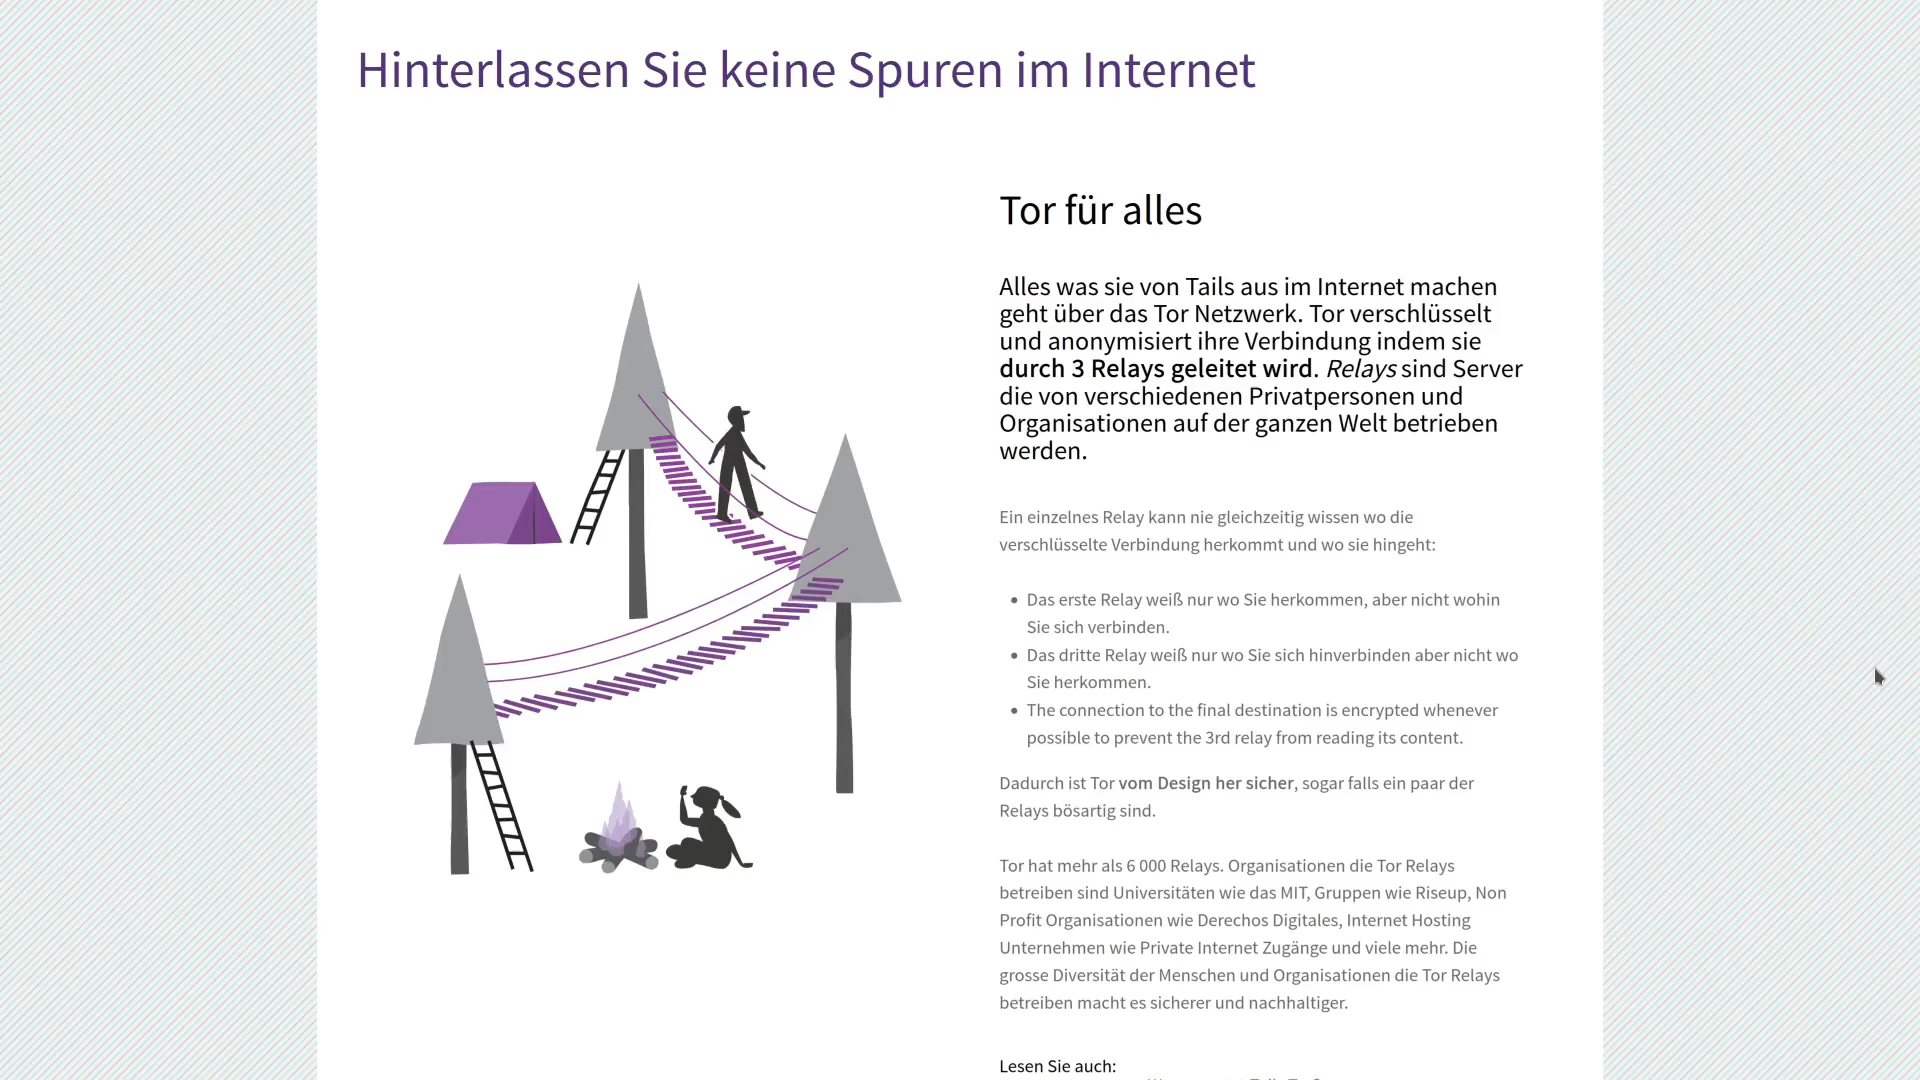 Hinterlassen Sie keine Spuren im Internet
Tor für alles
Alles was sie von Tails aus im Internet machen
geht über das Tor Netzwerk. Tor verschlüsselt
und anonymisiert ihre Verbindung indem sie
durch 3 Relays geleitet wird. Relays sind Server
die von verschiedenen Privatpersonen und
Organisationen auf der ganzen Welt betrieben
werden.
Ein einzelnes Relay kann nie gleichzeitig wissen wo die
verschlüsselte Verbindung herkommt und wo sie hingeht:
• Das erste Relay weiß nur wo Sie herkommen, aber nicht wohin
Sie sich verbinden.
• Das dritte Relay weiß nur wo Sie sich hinverbinden aber nicht wo
Sie herkommen.
• The connection to the final destination is encrypted whenever
possible to prevent the 3rd relay from reading its content.
Dadurch ist Tor vom Design her sicher, sogar falls ein paar der
Relays bösartig sind.
Tor hat mehr als 6 000 Relays. Organisationen die Tor Relays
betreiben sind Universitäten wie das MIT, Gruppen wie Riseup, Non
Profit Organisationen wie Derechos Digitales, Internet Hosting
Unternehmen wie Private Internet Zugänge und viele mehr. Die
grosse Diversität der Menschen und Organisationen die Tor Relays
betreiben macht es sicherer und nachhaltiger.
Lesen Sie auch: